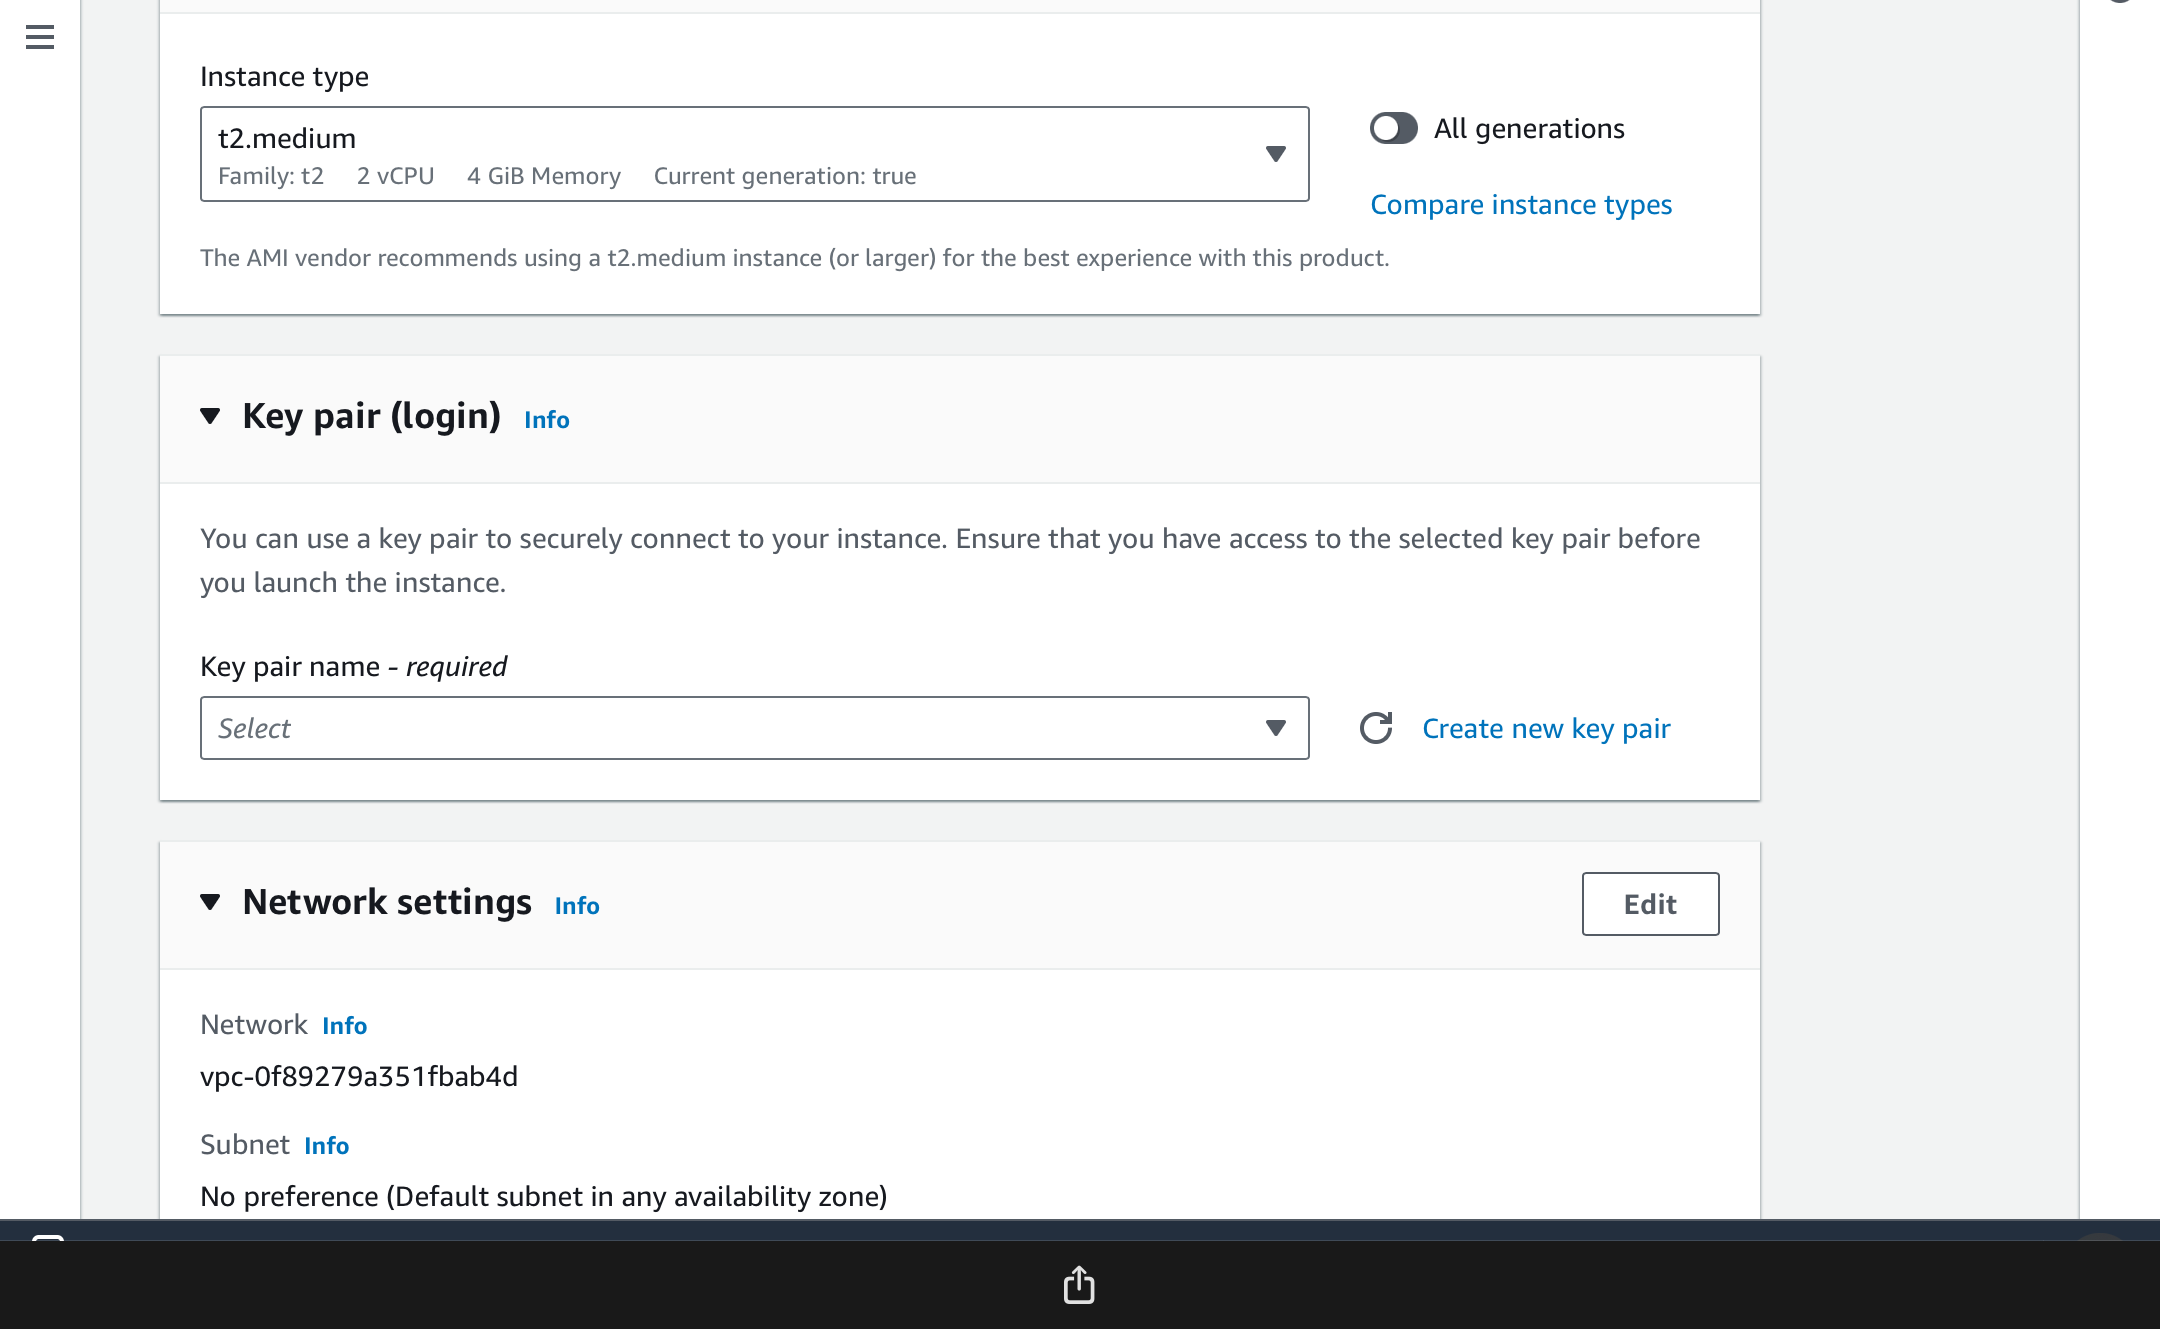 Instance type
t2.medium
Family: t2 2 vCPU 4 GiB Memory Current generation: true
All generations
Compare instance types
The AMI vendor recommends using a t2.medium instance (or larger) for the best experience with this product.
Key pair (login) Info
You can use a key pair to securely connect to your instance. Ensure that you have access to the selected key pair before
you launch the instance.
Key pair name - required
Select
Create new key pair
Network settings Info
Edit
Network Info
vpc-0f89279a351fbab4d
Subnet Info
No preference (Default subnet in any availability zone)